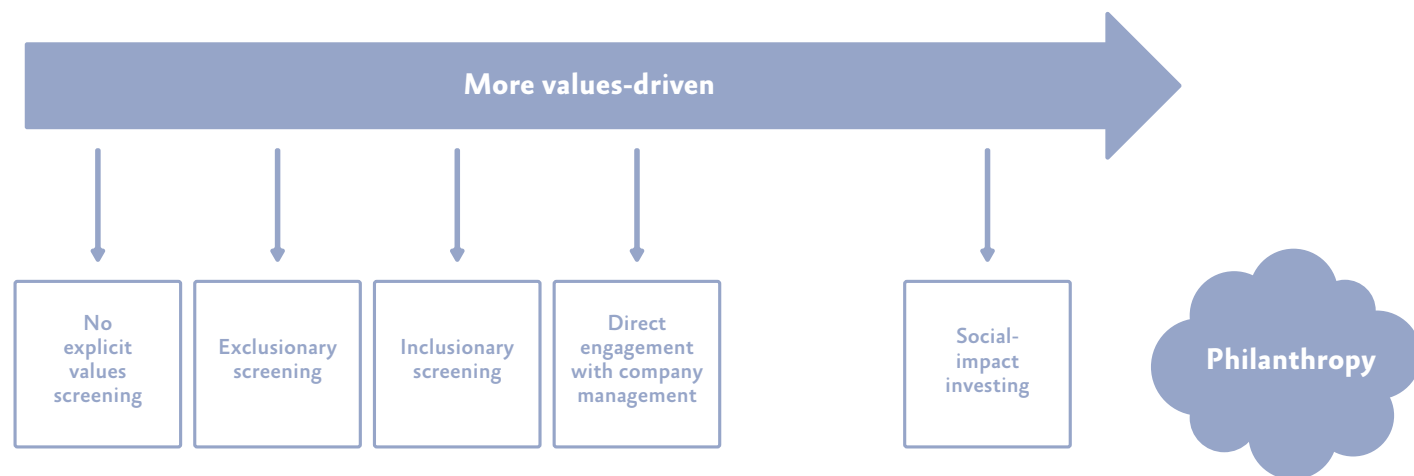 More values-driven
No
explicit
values
screening
Exclusionary
screening
Inclusionary
screening
Direct
engagement
with company
management
Social-
impact
investing
Philanthropy